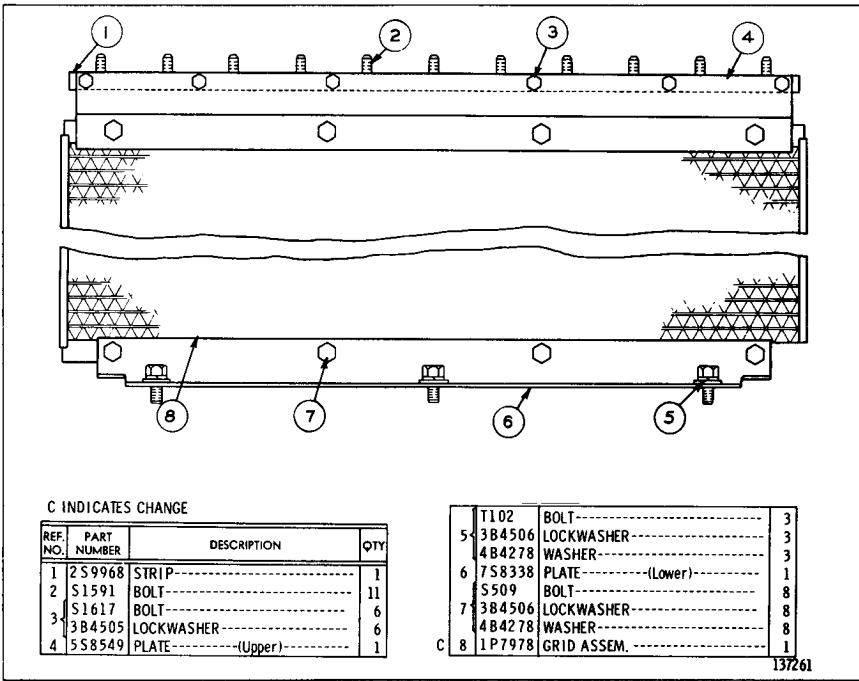 1
2
3
4
8
7
6
5
C INDICATES CHANGE
REF. NO. PART NUMBER DESCRIPTION QTY
1 2S9968 STRIP 1
2 S1591 BOLT 11
3 S1617 BOLT 6
3B4505 LOCKWASHER 6
4 5S8549 PLATE (Upper) 1
T102 BOLT 3
5 3B4506 LOCKWASHER 3
4B4278 WASHER 3
6 7S8338 PLATE (Lower) 1
S509 BOLT 8
7 3B4506 LOCKWASHER 8
4B4278 WASHER 8
C 8 1P7978 GRID ASSEM. 1
137261